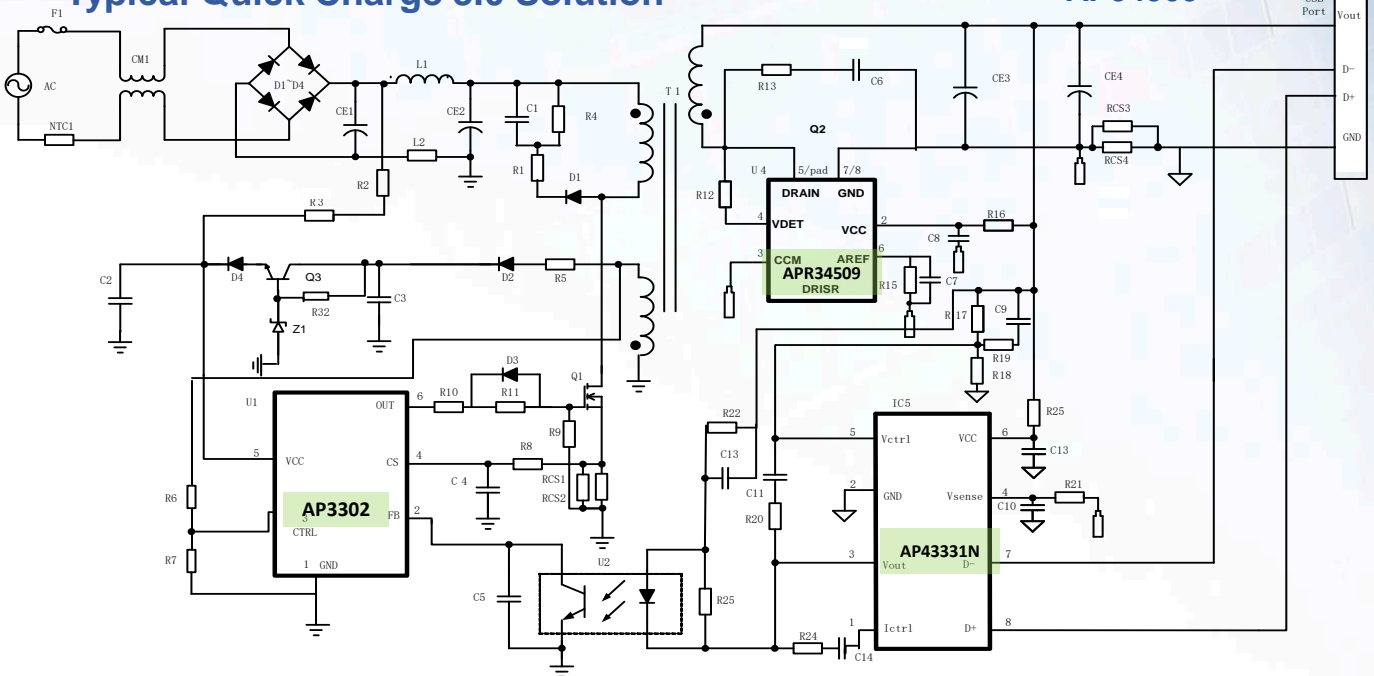 Typical Quick Charge 3.0 Solution
F1
Port
Vout
CM1
AC
D1~D4
L1
T1
R13
C6
CE3
CE4
D-
D+
GND
NTC1
CE1
CE2
C1
R4
L2
R1
D1
R2
R3
Q2
RCS3
RCS4
U4
5/pad
7/8
DRAIN
GND
R12
4
VDET
VCC
2
R16
C8
3
CCM
AREF
6
APR34509
DRISR
R15
C7
C2
D4
Q3
D2
R5
R32
C3
Z1
R17
C9
R19
R18
D3
Q1
U1
OUT
6
R10
R11
R9
R22
IC5
R25
5
VCC
CS
4
R8
C4
RCS1
RCS2
C13
C11
R20
5
Vctrl
VCC
6
C13
2
GND
Vsense
4
C10
R21
R6
AP3302
3
CTRL
FB
2
R7
1
GND
U2
C5
R25
3
Vout
AP43331N
D-
7
1
Ictrl
D+
8
R24
C14